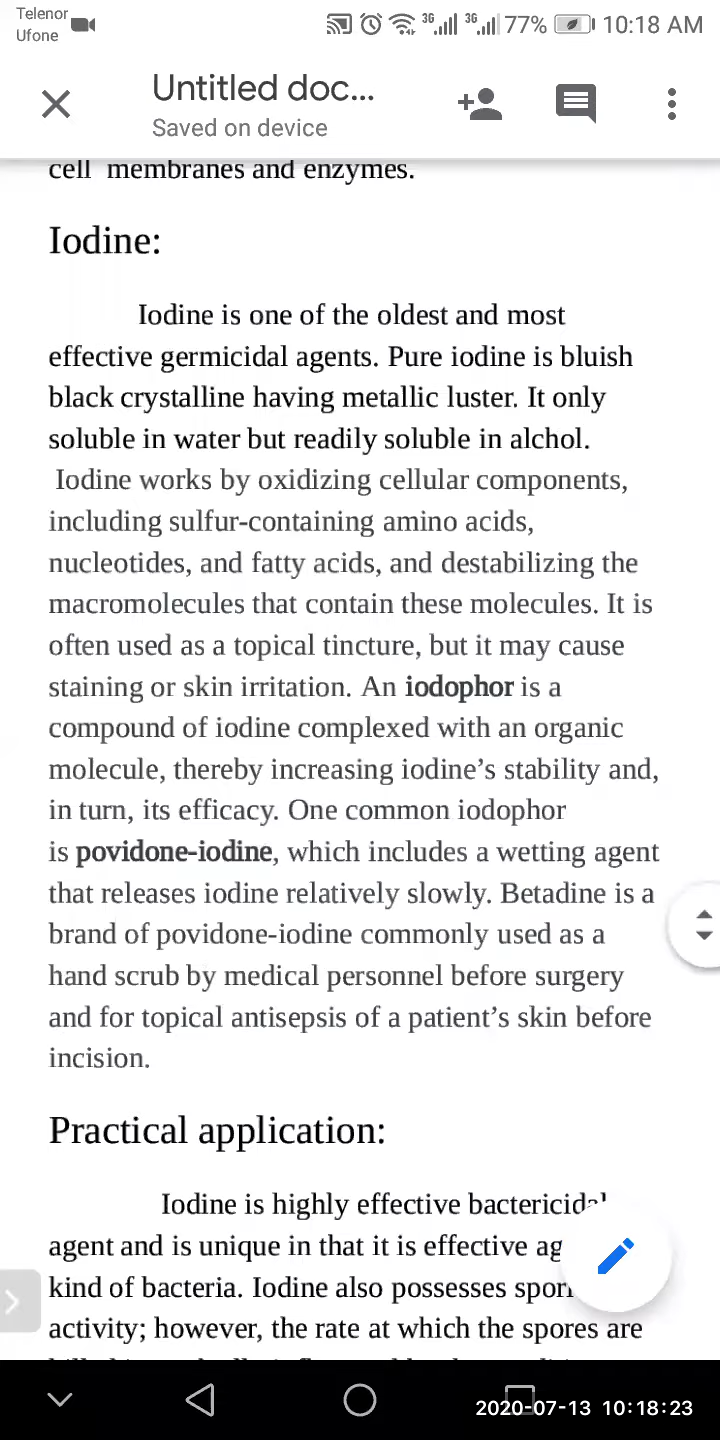 Telenor
Ufone
3G
3G
77%
10:18 AM
Untitled doc...
Saved on device
cell membranes and enzymes.
Iodine:
Iodine is one of the oldest and most
effective germicidal agents. Pure iodine is bluish
black crystalline having metallic luster. It only
soluble in water but readily soluble in alchol.
Iodine works by oxidizing cellular components,
including sulfur-containing amino acids,
nucleotides, and fatty acids, and destabilizing the
macromolecules that contain these molecules. It is
often used as a topical tincture, but it may cause
staining or skin irritation. An iodophor is a
compound of iodine complexed with an organic
molecule, thereby increasing iodine’s stability and,
in turn, its efficacy. One common iodophor
is povidone-iodine, which includes a wetting agent
that releases iodine relatively slowly. Betadine is a
brand of povidone-iodine commonly used as a
hand scrub by medical personnel before surgery
and for topical antisepsis of a patient’s skin before
incision.
Practical application:
Iodine is highly effective bactericidal
agent and is unique in that it is effective
kind of bacteria. Iodine also possesses
activity; however, the rate at which the spores are
2020-07-13 10:18:23